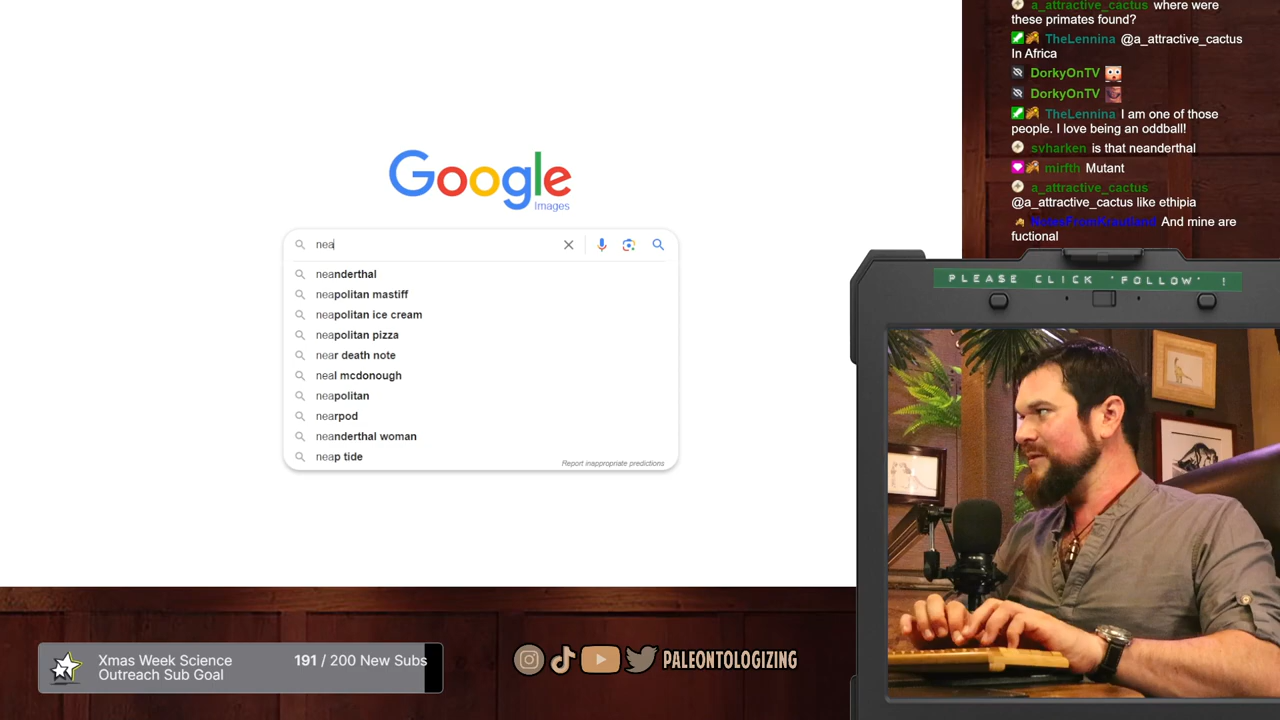 Google
Images
nea
neanderthal
neapolitan mastiff
neapolitan ice cream
neapolitan pizza
near death note
neal mcdonough
neapolitan
nearpod
neanderthal woman
neap tide
Report inappropriate predictions
a_attractive_cactus where were
these primates found?
TheLennina @a_attractive_cactus
In Africa
DorkyOnTV
DorkyOnTV
TheLennina I am one of those
people. I love being an oddball!
svharken is that neanderthal
mirfth Mutant
a_attractive_cactus
@a_attractive_cactus like ethipia
And mine are
fuctional
PLEASE CLICK "FOLLOW" !
Xmas Week Science
Outreach Sub Goal
191 / 200 New Subs
PALEONTOLOGIZING